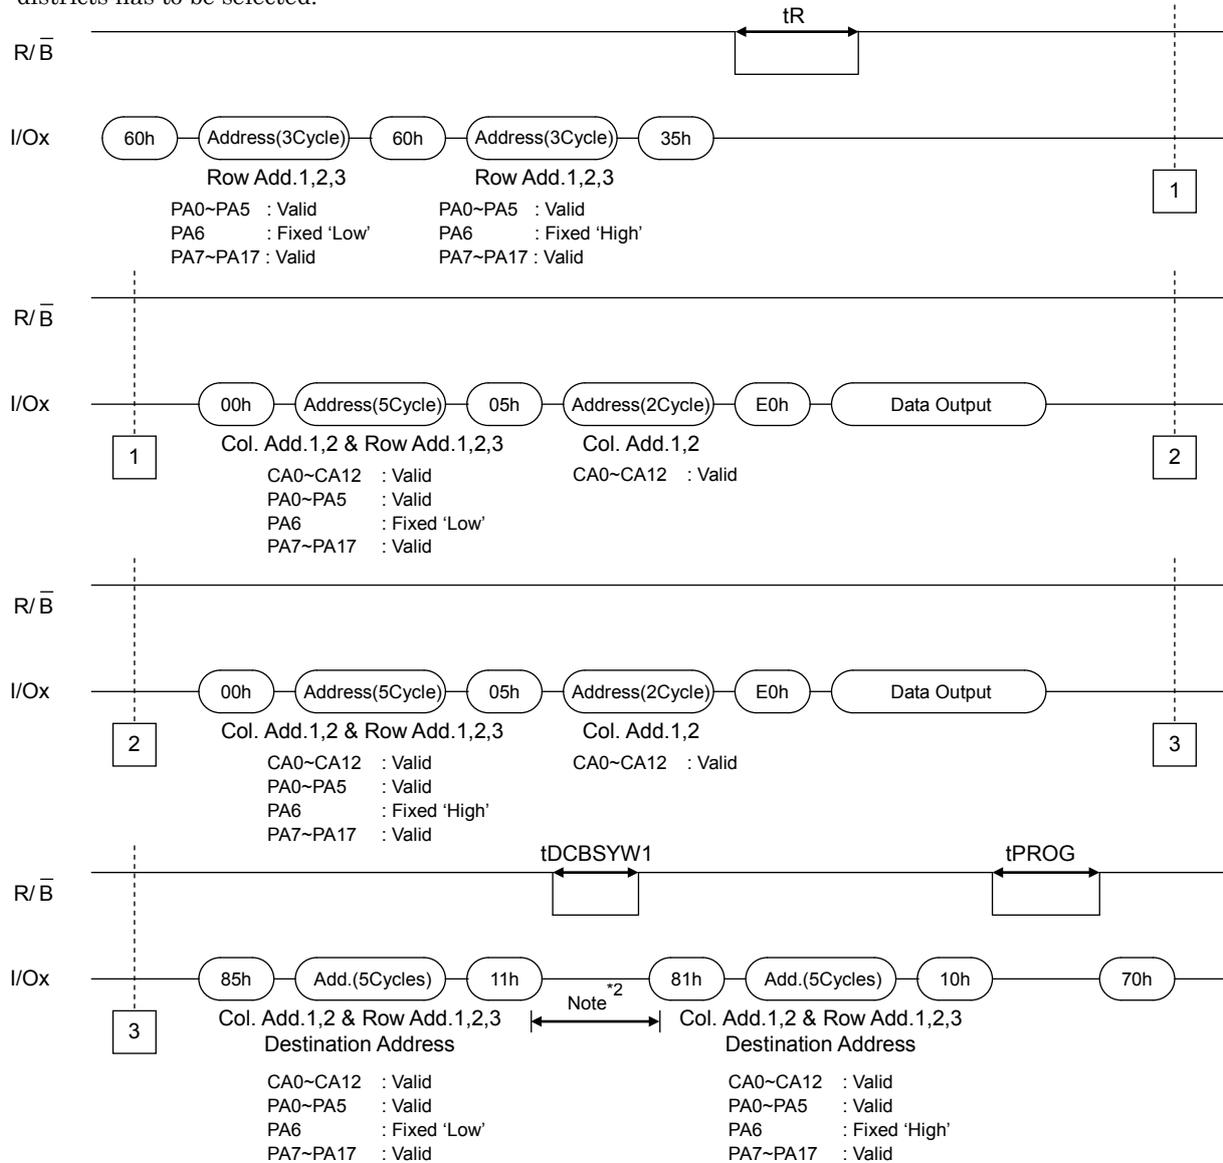 districts has to be selected.
tR
R/B̅
I/Ox 60h Address(3Cycle) 60h Address(3Cycle) 35h
Row Add.1,2,3 Row Add.1,2,3
1
PA0~PA5 : Valid PA0~PA5 : Valid
PA6 : Fixed ‘Low’ PA6 : Fixed ‘High’
PA7~PA17 : Valid PA7~PA17 : Valid
R/B̅
I/Ox 00h Address(5Cycle) 05h Address(2Cycle) E0h Data Output
Col. Add.1,2 & Row Add.1,2,3 Col. Add.1,2
1 2
CA0~CA12 : Valid CA0~CA12 : Valid
PA0~PA5 : Valid
PA6 : Fixed ‘Low’
PA7~PA17 : Valid
R/B̅
I/Ox 00h Address(5Cycle) 05h Address(2Cycle) E0h Data Output
Col. Add.1,2 & Row Add.1,2,3 Col. Add.1,2
2 3
CA0~CA12 : Valid CA0~CA12 : Valid
PA0~PA5 : Valid
PA6 : Fixed ‘High’
PA7~PA17 : Valid
tDCBSYW1 tPROG
R/B̅
I/Ox 85h Add.(5Cycles) 11h 81h Add.(5Cycles) 10h 70h
Note*2
Col. Add.1,2 & Row Add.1,2,3 Col. Add.1,2 & Row Add.1,2,3
3
Destination Address Destination Address
CA0~CA12 : Valid CA0~CA12 : Valid
PA0~PA5 : Valid PA0~PA5 : Valid
PA6 : Fixed ‘Low’ PA6 : Fixed ‘High’
PA7~PA17 : Valid PA7~PA17 : Valid